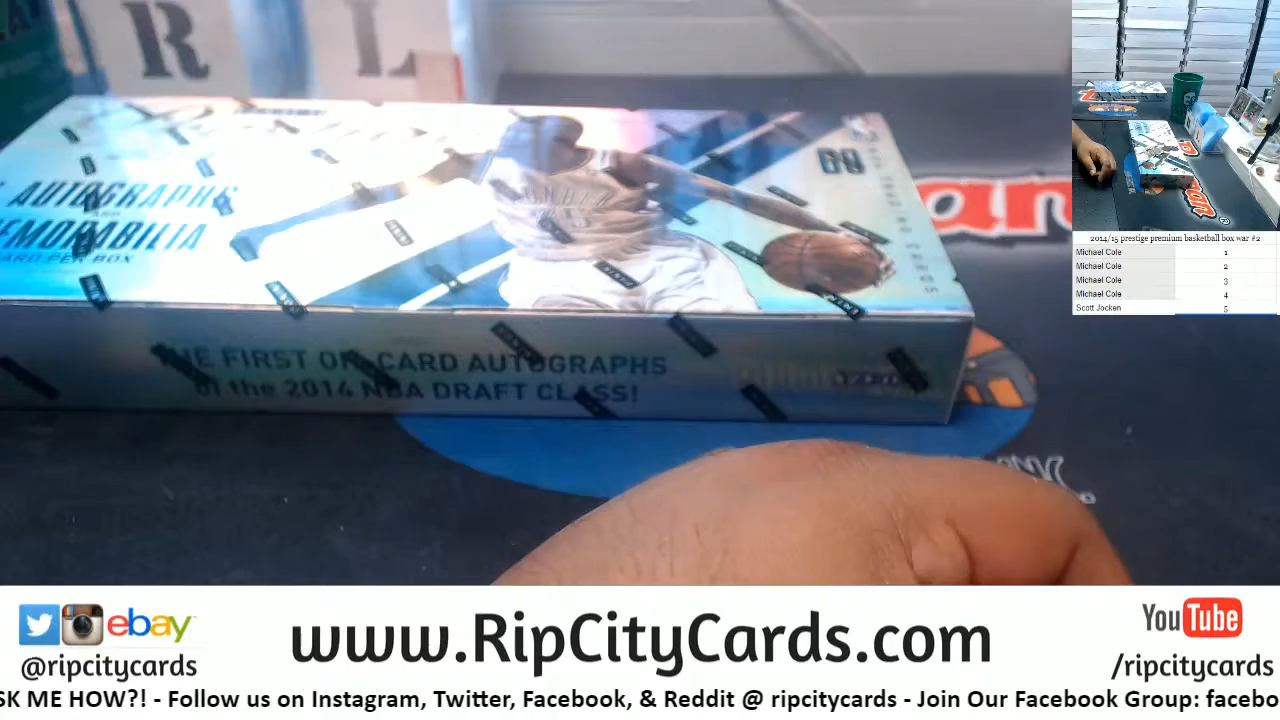 R L
AUTOGRAPHS
MEMORABILIA
CARD PER BOX
THE FIRST ON-CARD AUTOGRAPHS
of the 2014 NBA DRAFT CLASS!
2014/15 prestige premium basketball box war #2
Michael Cole 1
Michael Cole 2
Michael Cole 3
Michael Cole 4
Scott Jocken 5
ebay
@ripcitycards
www.RipCityCards.com
YouTube
/ripcitycards
SK ME HOW?! - Follow us on Instagram, Twitter, Facebook, & Reddit @ ripcitycards - Join Our Facebook Group: facebo